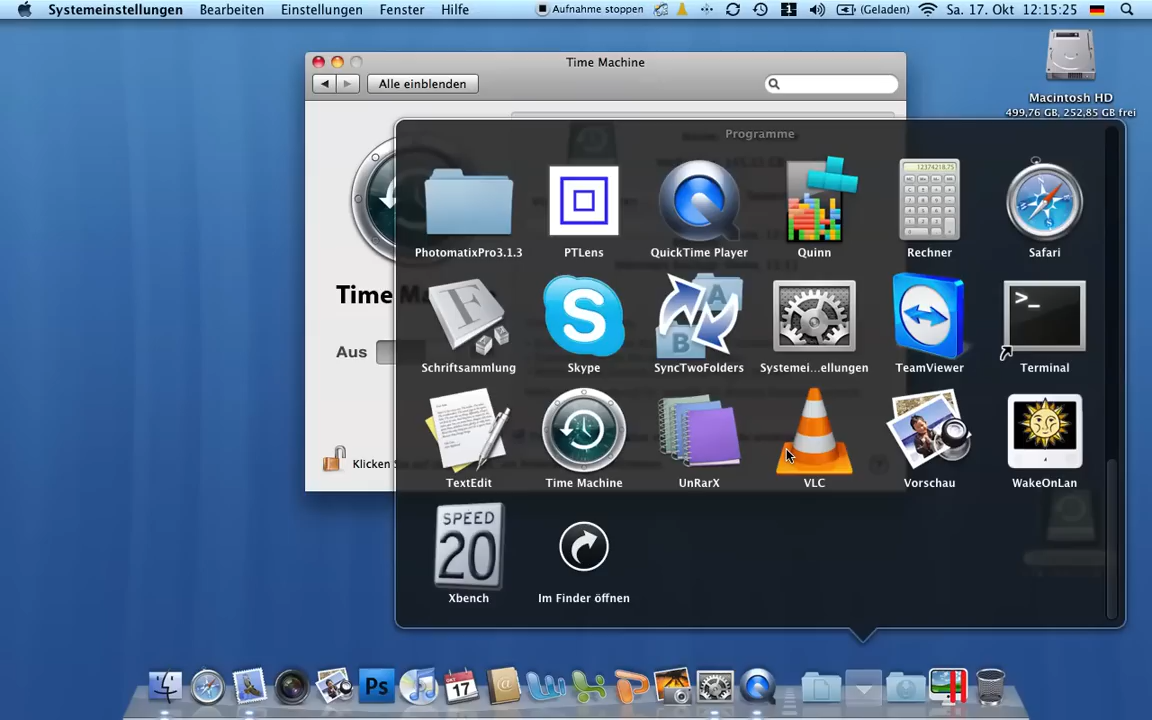 Systemeinstellungen Bearbeiten Einstellungen Fenster Hilfe Aufnahme stoppen 1 (Geladen) Sa. 17. Okt 12:15:25
Time Machine
Alle einblenden
Macintosh HD
499,76 GB, 252,85 GB frei
Programme
PhotomatixPro3.1.3 PTLens QuickTime Player Quinn Rechner Safari
Time
Aus
Schriftsammlung Skype SyncTwoFolders Systemei...ellungen TeamViewer Terminal
Klicken
TextEdit Time Machine UnRarX VLC Vorschau WakeOnLan
SPEED
20
Xbench Im Finder öffnen
Ps
17